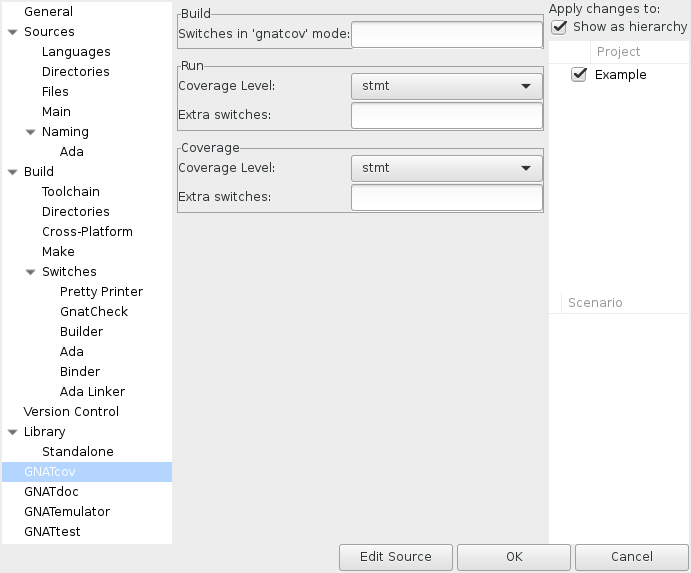 General
Sources
Languages
Directories
Files
Main
Naming
Ada
Build
Toolchain
Directories
Cross-Platform
Make
Switches
Pretty Printer
GnatCheck
Builder
Ada
Binder
Ada Linker
Version Control
Library
Standalone
GNATcov
GNATdoc
GNATemulator
GNATtest
Build
Switches in 'gnatcov' mode:
Run
Coverage Level: stmt
Extra switches:
Coverage
Coverage Level: stmt
Extra switches:
Apply changes to:
Show as hierarchy
Project
Example
Scenario
Edit Source OK Cancel